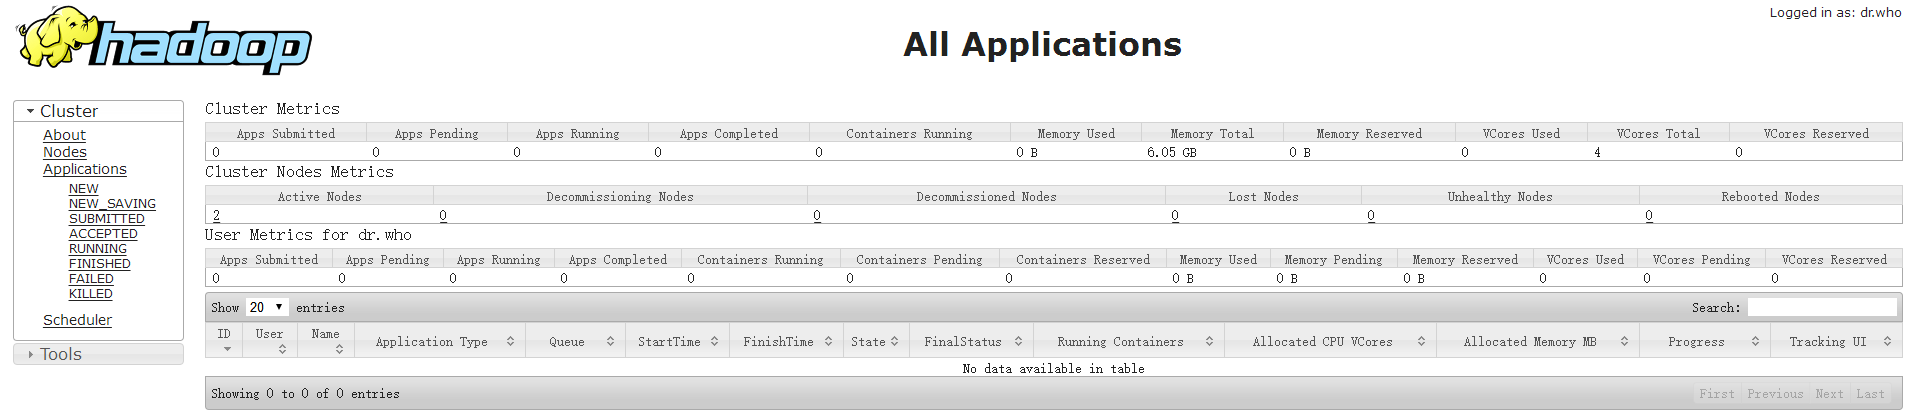 Logged in as: dr.who
hadoop
All Applications
Cluster
About
Nodes
Applications
NEW
NEW_SAVING
SUBMITTED
ACCEPTED
RUNNING
FINISHED
FAILED
KILLED
Scheduler
Tools
Cluster Metrics
Apps Submitted Apps Pending Apps Running Apps Completed Containers Running Memory Used Memory Total Memory Reserved VCores Used VCores Total VCores Reserved
0 0 0 0 0 0 B 6.05 GB 0 B 0 4 0
Cluster Nodes Metrics
Active Nodes Decommissioning Nodes Decommissioned Nodes Lost Nodes Unhealthy Nodes Rebooted Nodes
2 0 0 0 0 0
User Metrics for dr.who
Apps Submitted Apps Pending Apps Running Apps Completed Containers Running Containers Pending Containers Reserved Memory Used Memory Pending Memory Reserved VCores Used VCores Pending VCores Reserved
0 0 0 0 0 0 0 0 B 0 B 0 B 0 0 0
Show 20 entries Search:
ID User Name Application Type Queue StartTime FinishTime State FinalStatus Running Containers Allocated CPU VCores Allocated Memory MB Progress Tracking UI
No data available in table
Showing 0 to 0 of 0 entries First Previous Next Last